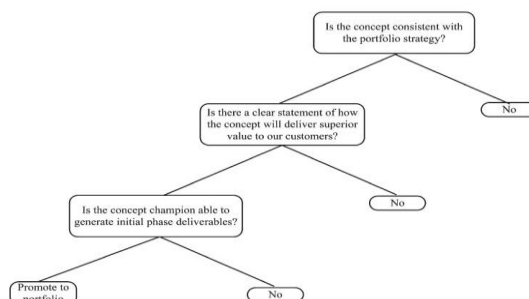 Is the concept consistent with
the portfolio strategy?
No
Is there a clear statement of how
the concept will deliver superior
value to our customers?
No
Is the concept champion able to
generate initial phase deliverables?
Promote to
portfolio
No